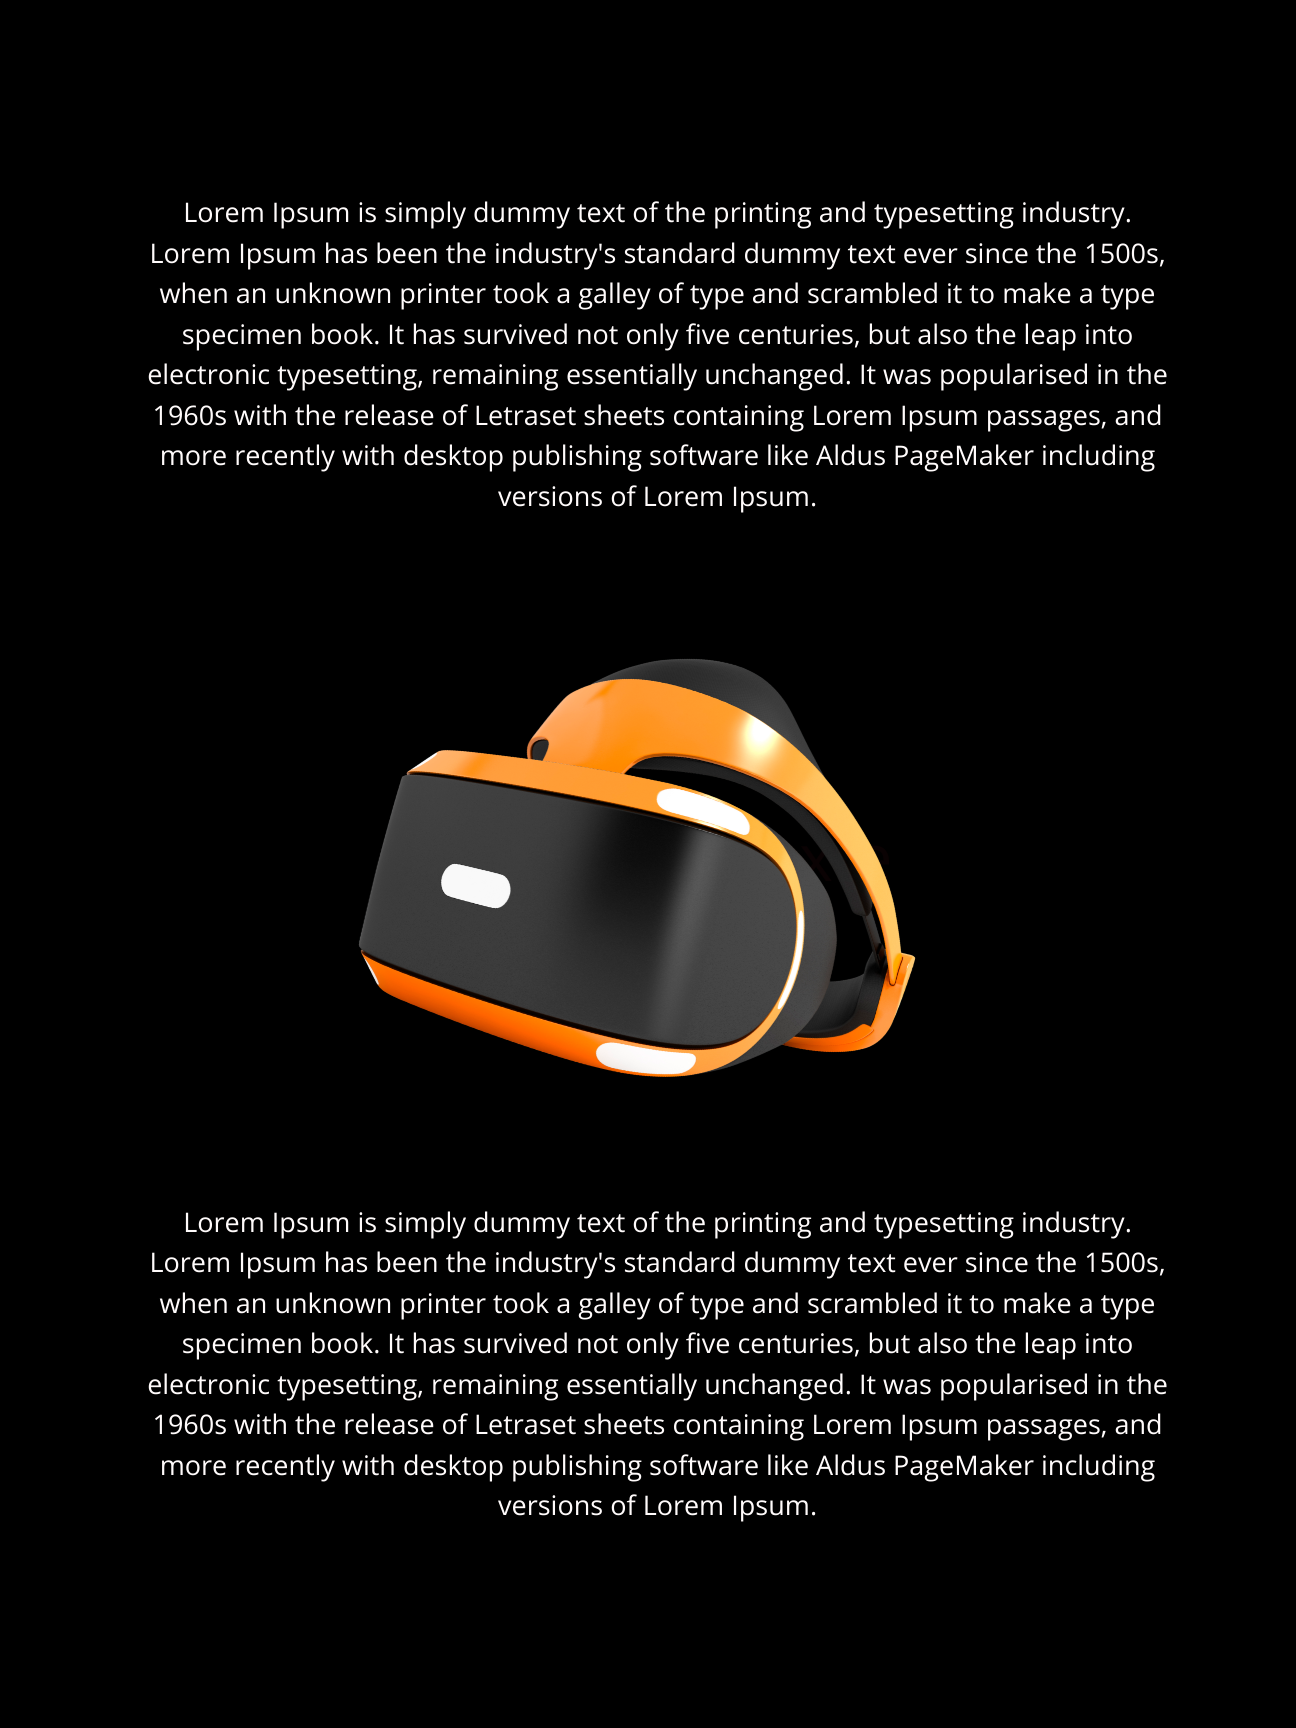 Lorem Ipsum is simply dummy text of the printing and typesetting industry.
Lorem Ipsum has been the industry's standard dummy text ever since the 1500s,
when an unknown printer took a galley of type and scrambled it to make a type
specimen book. It has survived not only five centuries, but also the leap into
electronic typesetting, remaining essentially unchanged. It was popularised in the
1960s with the release of Letraset sheets containing Lorem Ipsum passages, and
more recently with desktop publishing software like Aldus PageMaker including
versions of Lorem Ipsum.
Lorem Ipsum is simply dummy text of the printing and typesetting industry.
Lorem Ipsum has been the industry's standard dummy text ever since the 1500s,
when an unknown printer took a galley of type and scrambled it to make a type
specimen book. It has survived not only five centuries, but also the leap into
electronic typesetting, remaining essentially unchanged. It was popularised in the
1960s with the release of Letraset sheets containing Lorem Ipsum passages, and
more recently with desktop publishing software like Aldus PageMaker including
versions of Lorem Ipsum.